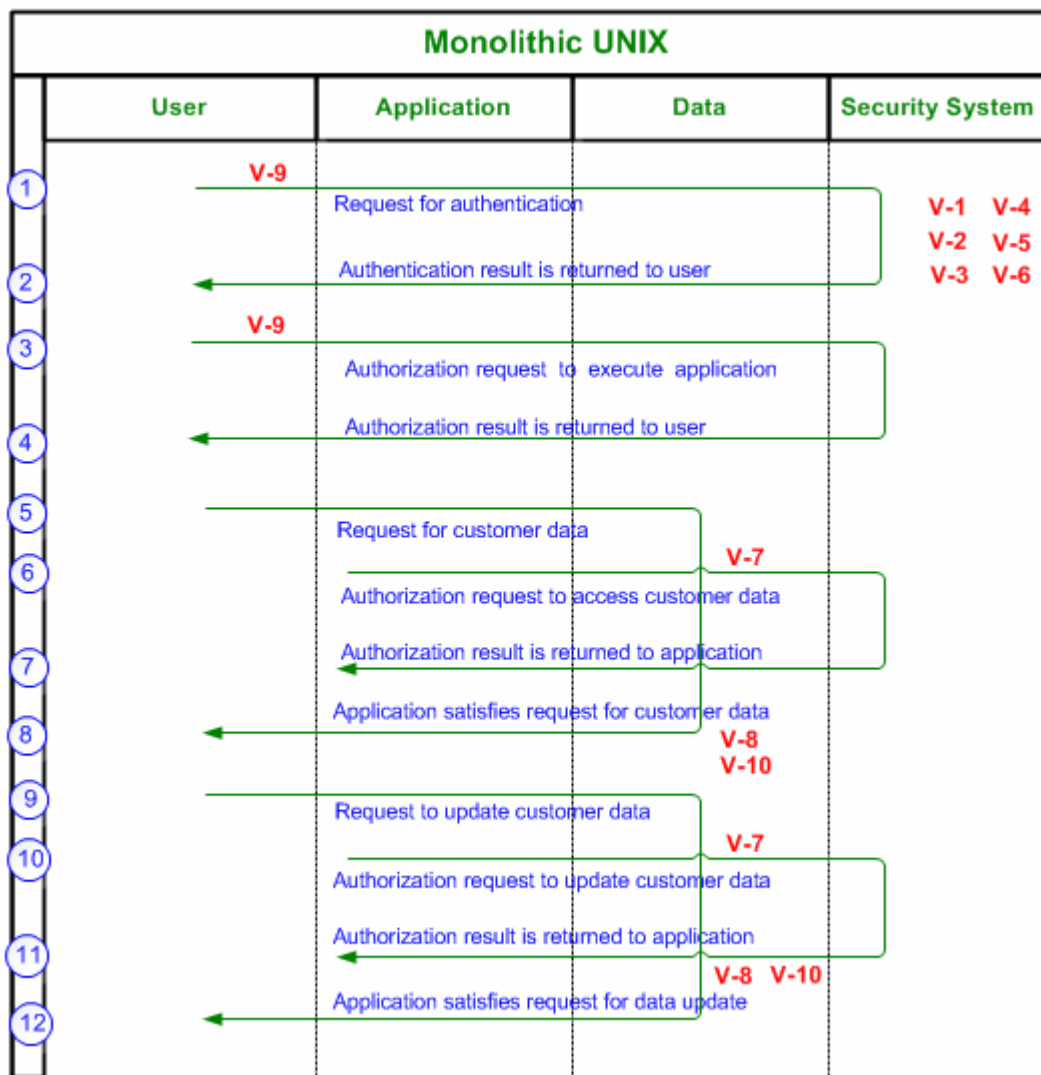 Monolithic UNIX
User Application Data Security System
V-9
1
Request for authentication
V-1 V-4
V-2 V-5
Authentication result is returned to user
V-3 V-6
2
V-9
3
Authorization request to execute application
Authorization result is returned to user
4
5
Request for customer data
V-7
6
Authorization request to access customer data
Authorization result is returned to application
7
Application satisfies request for customer data
8
V-8
V-10
9
Request to update customer data
V-7
10
Authorization request to update customer data
Authorization result is returned to application
11
V-8 V-10
Application satisfies request for data update
12